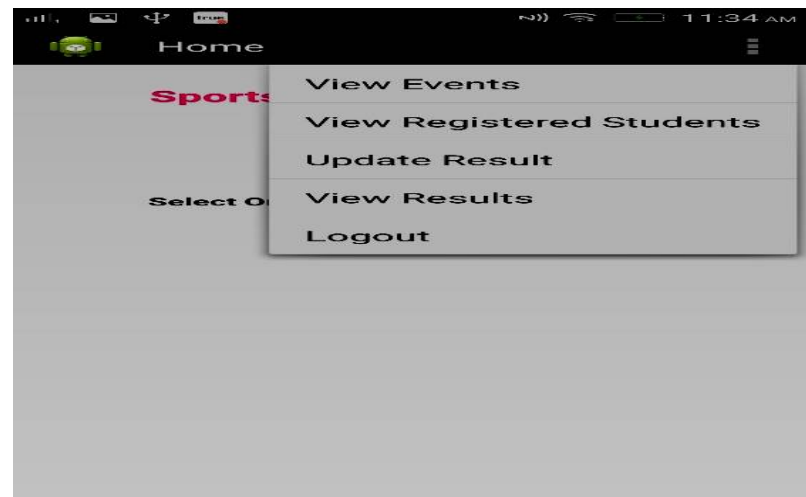 true
11:34 AM
Home
Sports
View Events
View Registered Students
Update Result
Select O
View Results
Logout